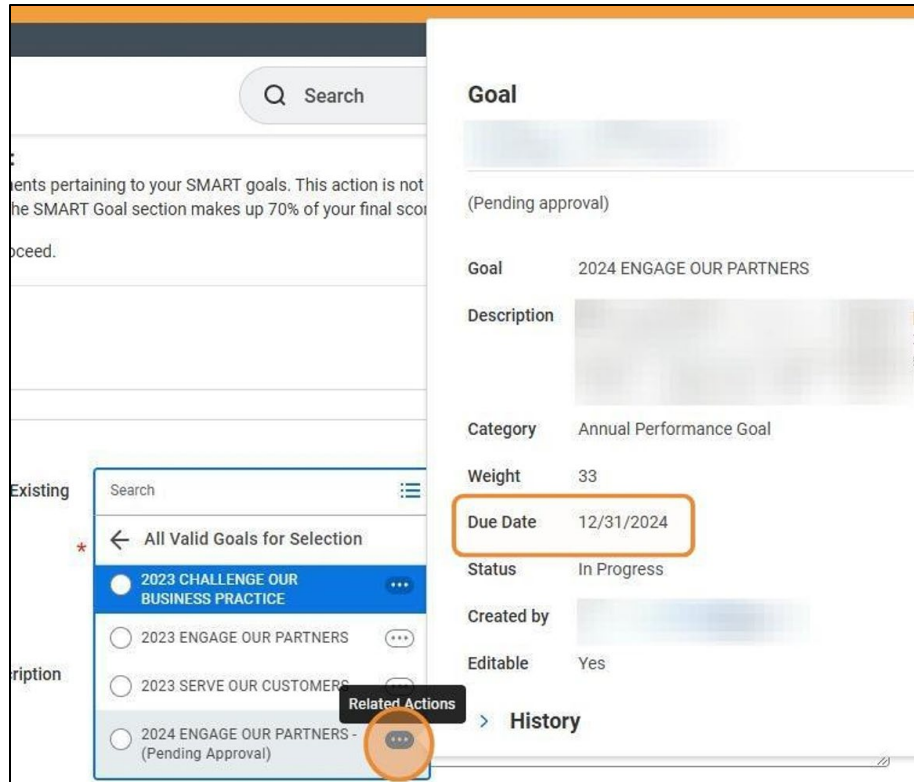 Search
:
ents pertaining to your SMART goals. This action is not
he SMART Goal section makes up 70% of your final scor
oceed.
Existing
Search
*
All Valid Goals for Selection
2023 CHALLENGE OUR
BUSINESS PRACTICE
2023 ENGAGE OUR PARTNERS
ription
2023 SERVE OUR CUSTOMERS
Related Actions
2024 ENGAGE OUR PARTNERS -
(Pending Approval)
Goal
(Pending approval)
Goal 2024 ENGAGE OUR PARTNERS
Description
Category Annual Performance Goal
Weight 33
Due Date 12/31/2024
Status In Progress
Created by
Editable Yes
History